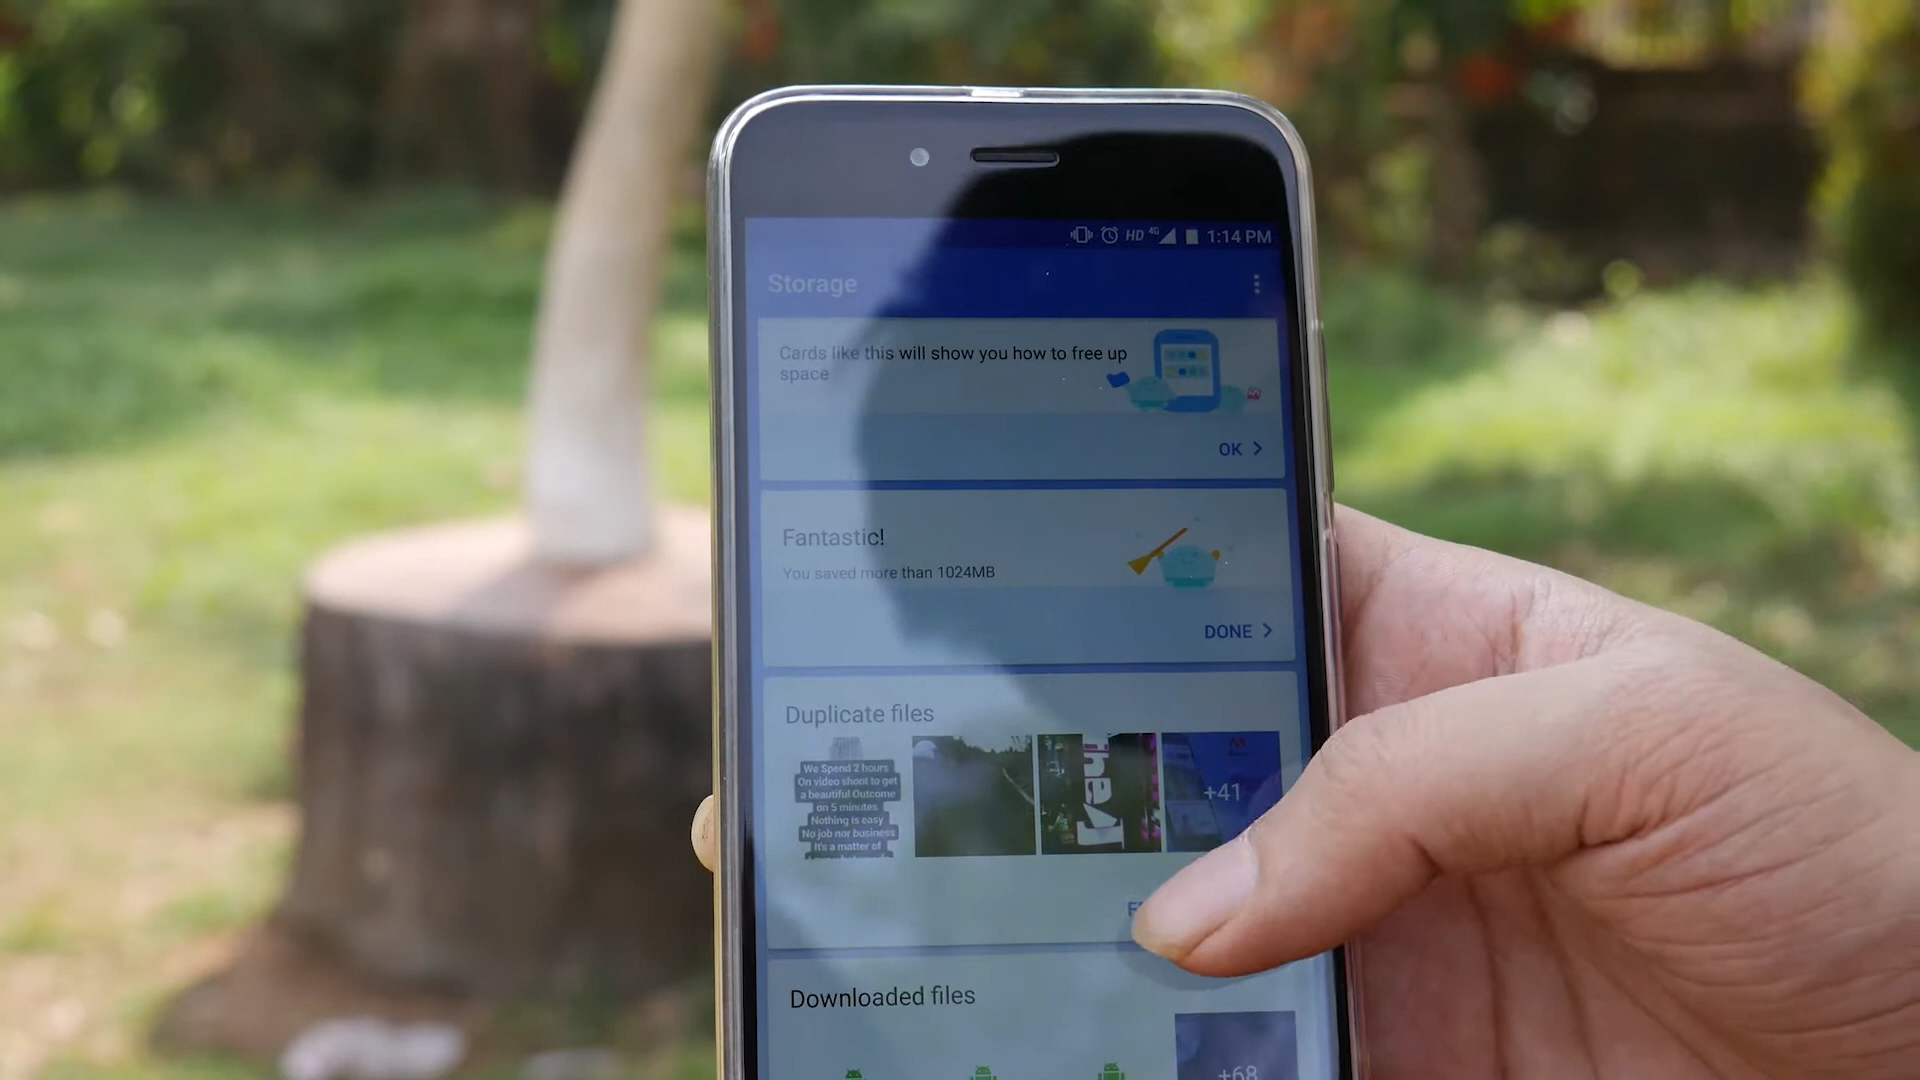 HD 4G 1:14 PM
Storage
Cards like this will show you how to free up
space
OK
Fantastic!
You saved more than 1024MB
DONE
Duplicate files
We Spend 2 hours
On video shoot to get
a beautiful Outcome
on 5 minutes
Nothing is easy
No job nor business
It's a matter of
+41
Downloaded files
+68